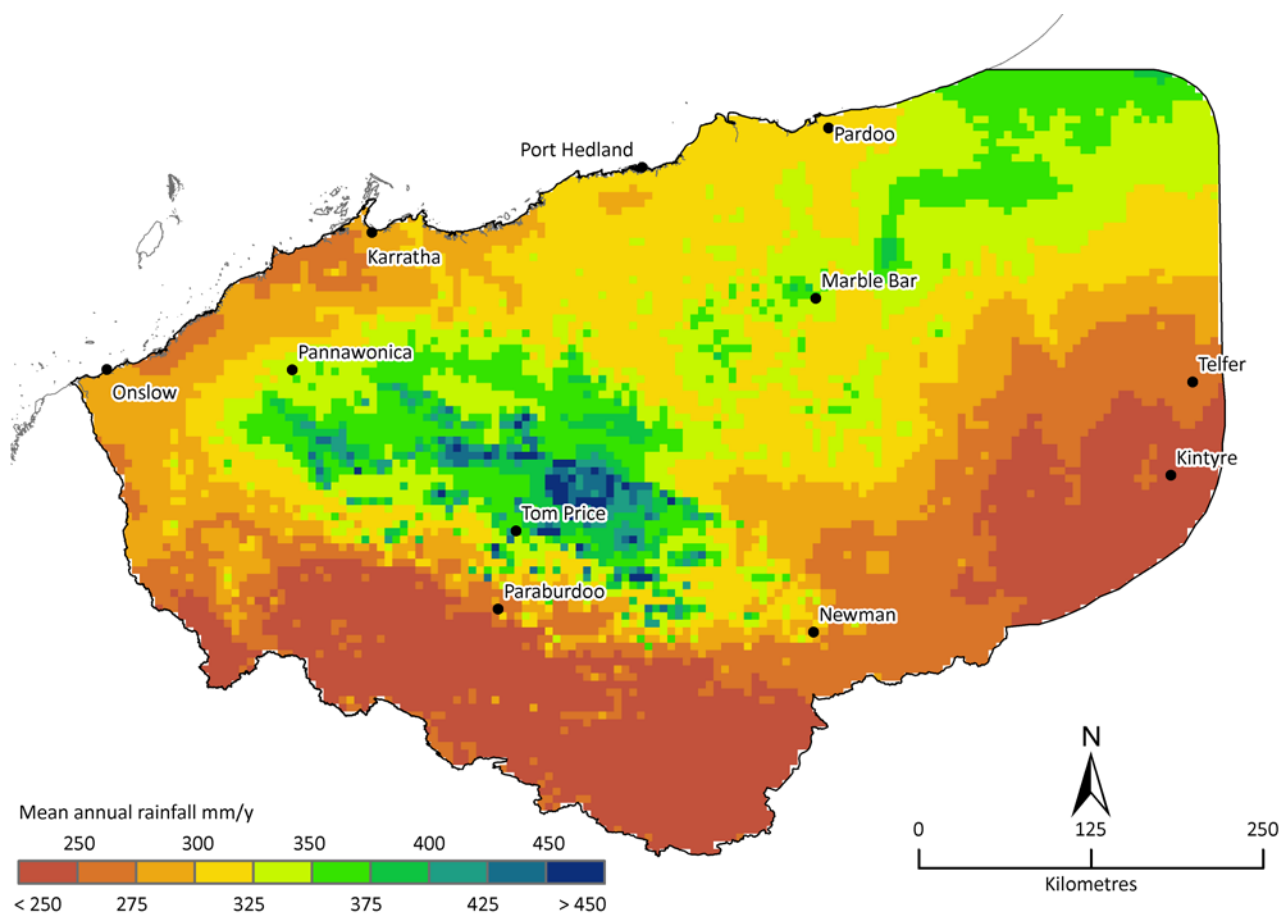 Pardoo
Port Hedland
Karratha
Marble Bar
Pannawonica
Telfer
Onslow
Kintyre
Tom Price
Paraburdoo
Newman
N
Mean annual rainfall mm/y
250 300 350 400 450
< 250 275 325 375 425 > 450
0 125 250
Kilometres